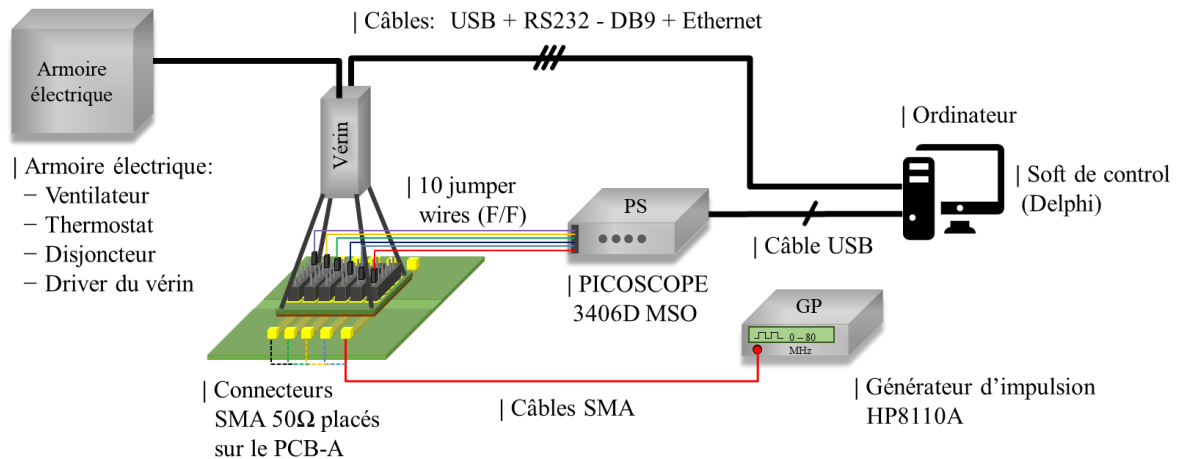 | Câbles: USB + RS232 - DB9 + Ethernet
Armoire
électrique
Vérin
| Ordinateur
| Armoire électrique:
− Ventilateur
− Thermostat
− Disjoncteur
− Driver du vérin
| 10 jumper
wires (F/F)
PS
| Soft de control
(Delphi)
| Câble USB
| PICOSCOPE
3406D MSO
GP
0 – 80
MHz
| Connecteurs
SMA 50Ω placés
sur le PCB-A
| Câbles SMA
| Générateur d’impulsion
HP8110A